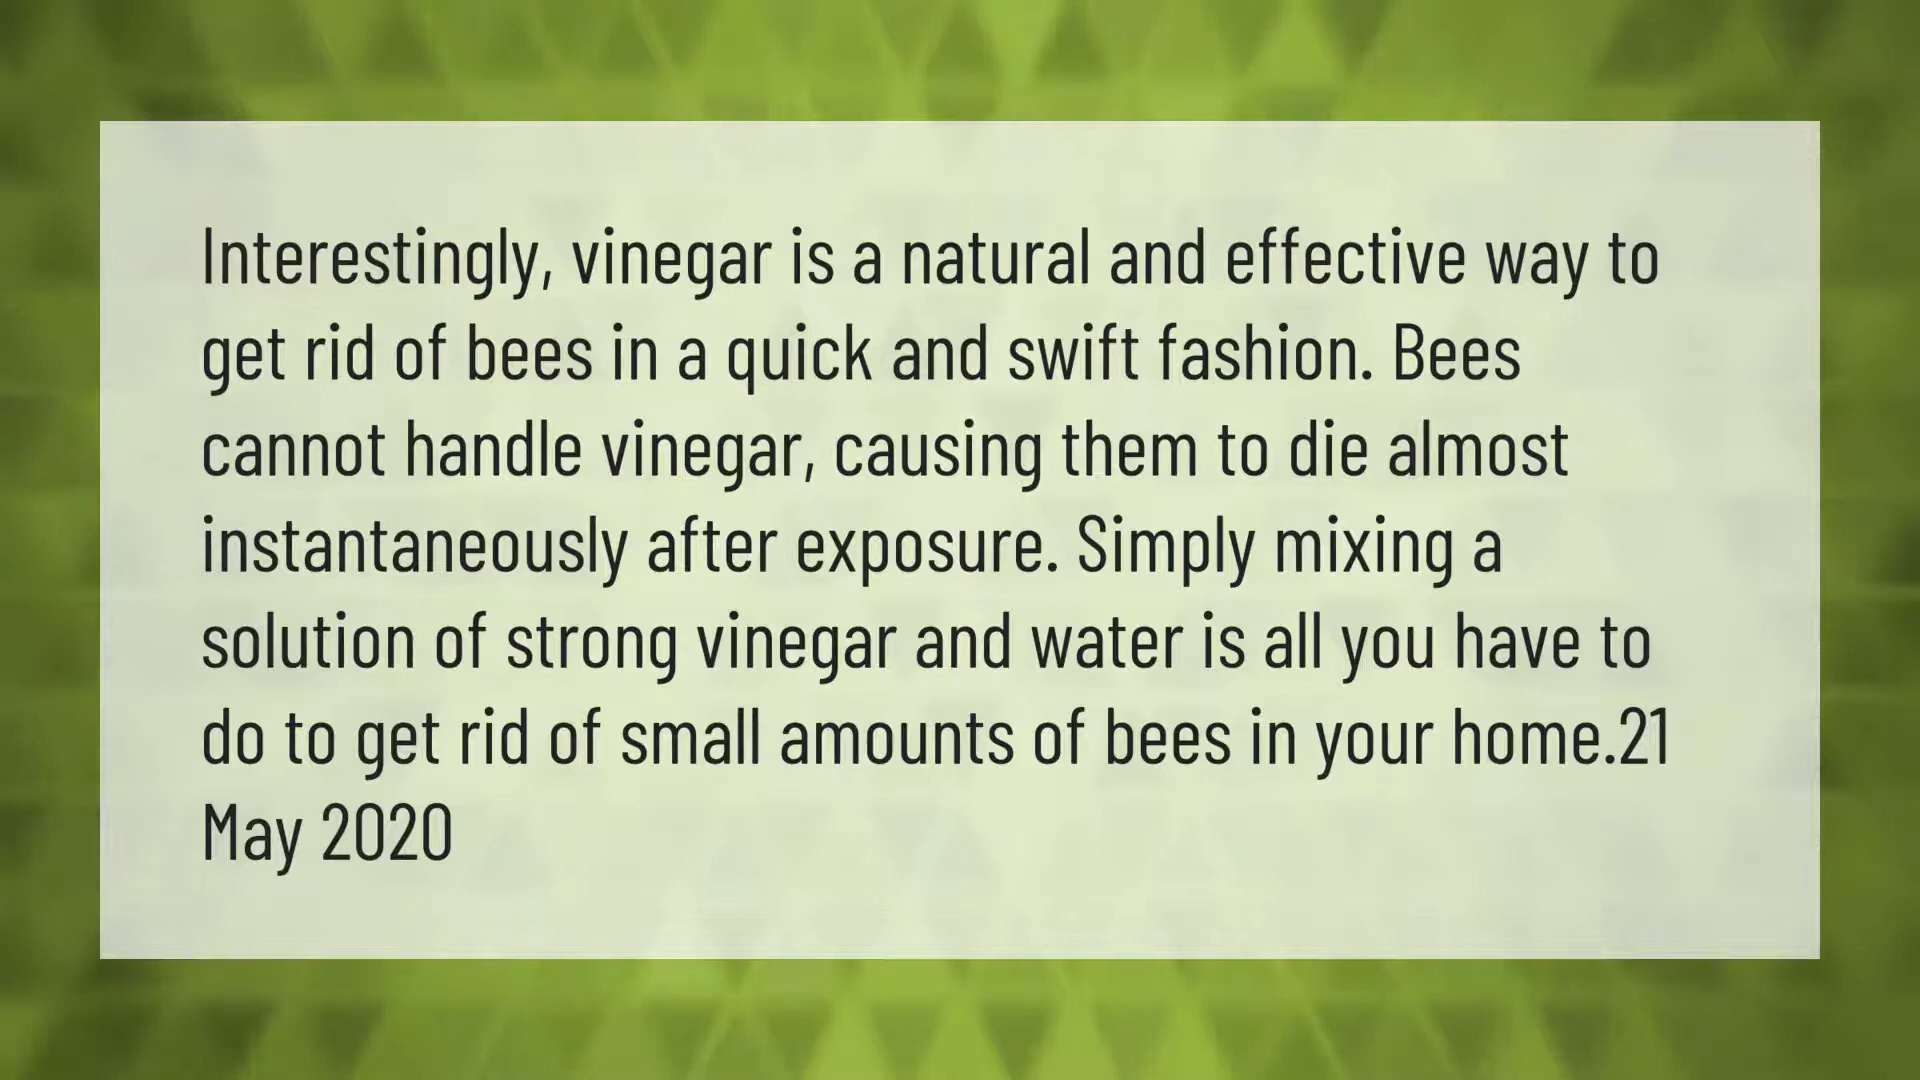 Interestingly, vinegar is a natural and effective way to
get rid of bees in a quick and swift fashion. Bees
cannot handle vinegar, causing them to die almost
instantaneously after exposure. Simply mixing a
solution of strong vinegar and water is all you have to
do to get rid of small amounts of bees in your home.21
May 2020